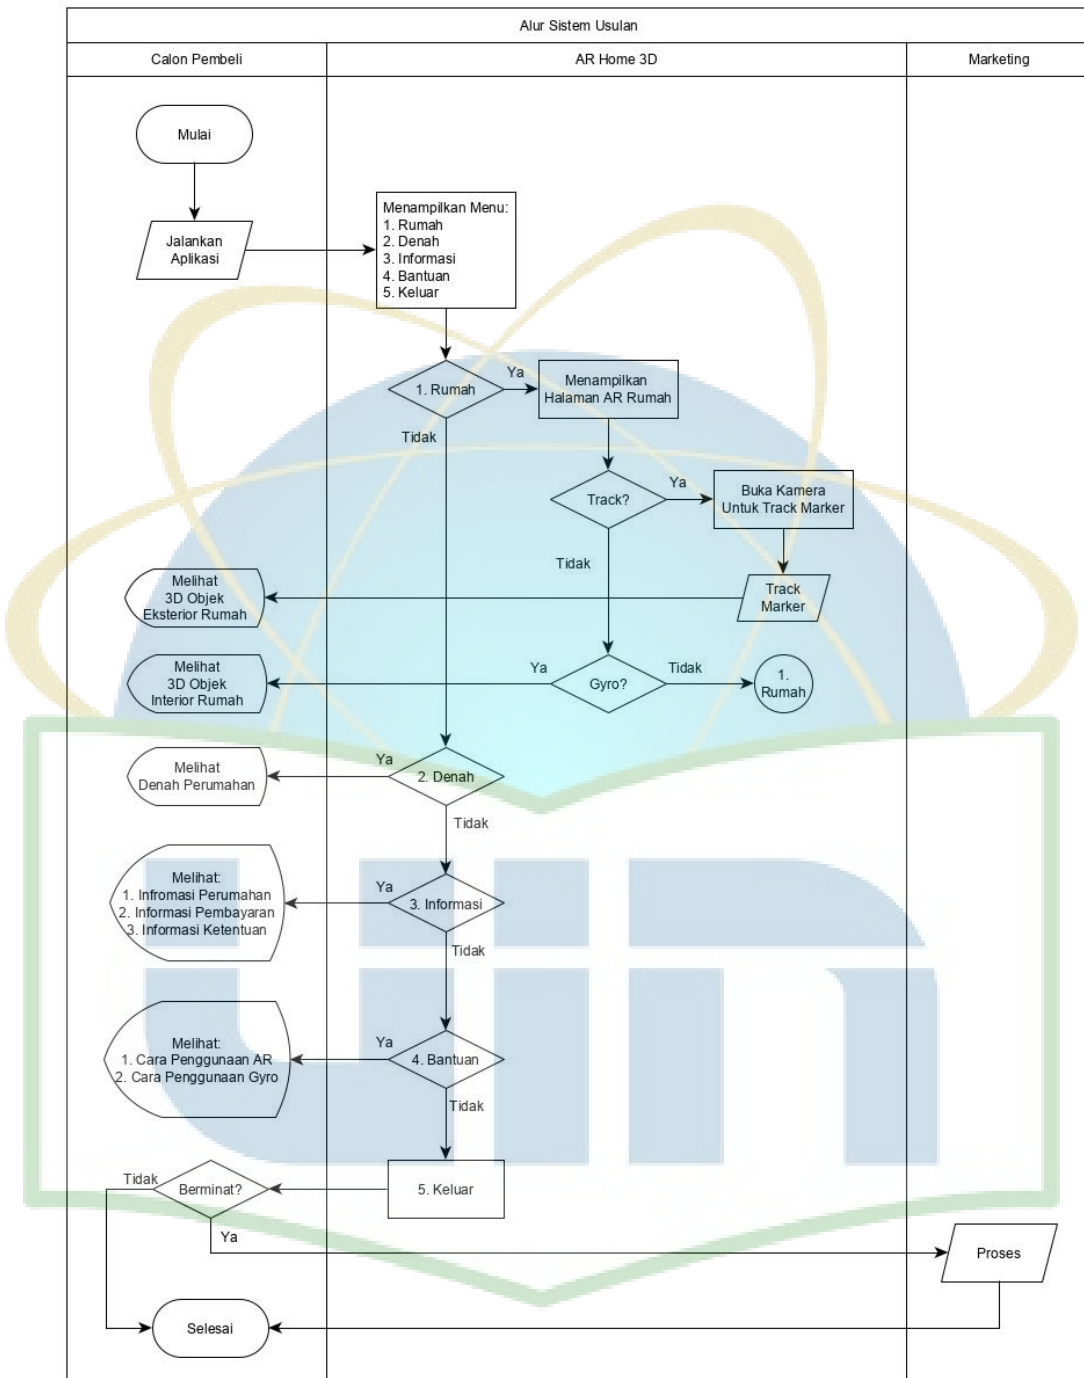 Alur Sistem Usulan
Calon Pembeli
AR Home 3D
Marketing
Mulai
Jalankan
Aplikasi
Menampilkan Menu:
1. Rumah
2. Denah
3. Informasi
4. Bantuan
5. Keluar
1. Rumah
Ya
Menampilkan
Halaman AR Rumah
Tidak
Track?
Ya
Buka Kamera
Untuk Track Marker
Tidak
Track
Marker
Melihat
3D Objek
Eksterior Rumah
Melihat
3D Objek
Interior Rumah
Ya
Gyro?
Tidak
1.
Rumah
Melihat
Denah Perumahan
Ya
2. Denah
Tidak
Melihat:
1. Infromasi Perumahan
2. Informasi Pembayaran
3. Informasi Ketentuan
Ya
3. Informasi
Tidak
Melihat:
1. Cara Penggunaan AR
2. Cara Penggunaan Gyro
Ya
4. Bantuan
Tidak
5. Keluar
Tidak
Berminat?
Ya
Proses
Selesai
uin